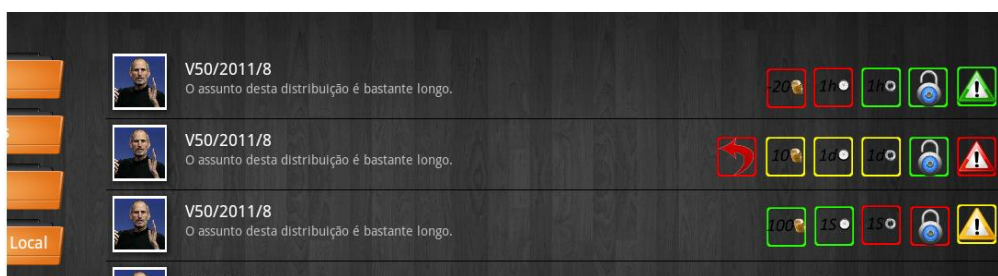 V50/2011/8
O assunto desta distribuição é bastante longo.
-20 1h 1h
V50/2011/8
O assunto desta distribuição é bastante longo.
10 1d 1d
V50/2011/8
O assunto desta distribuição é bastante longo.
100 1S 1S
Local